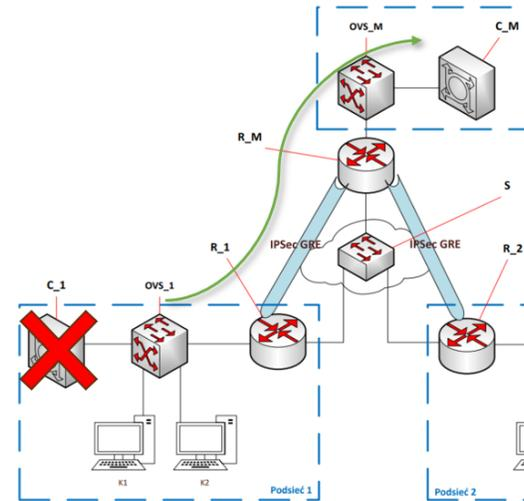 OVS_M
C_M
R_M
S
IPSec GRE
IPSec GRE
R_1
R_2
C_1
OVS_1
K1
K2
Podsieć 1
Podsieć 2